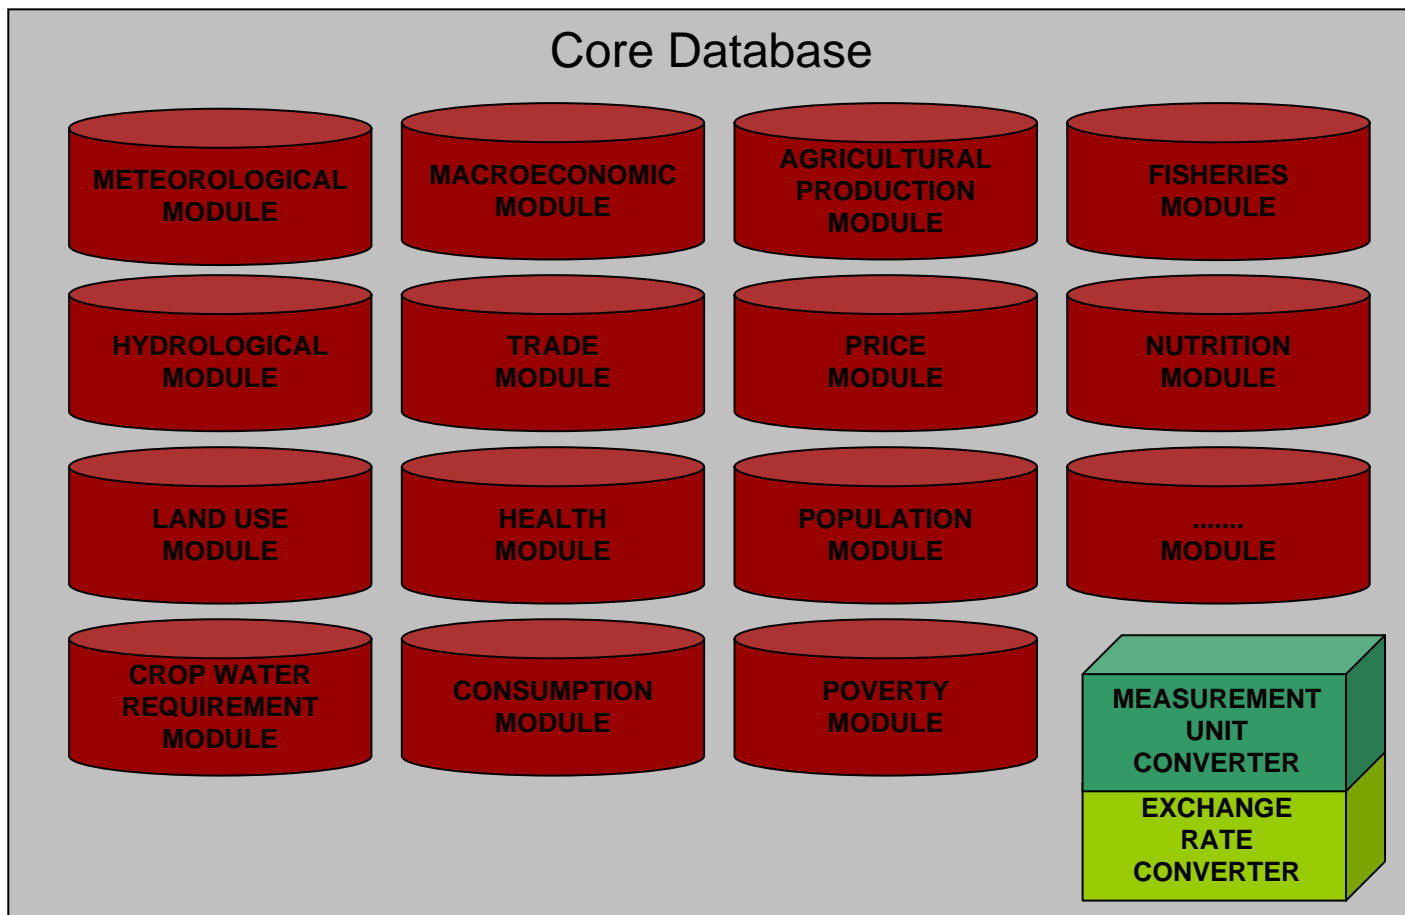 Core Database
METEOROLOGICAL
MODULE
MACROECONOMIC
MODULE
AGRICULTURAL
PRODUCTION
MODULE
FISHERIES
MODULE
HYDROLOGICAL
MODULE
TRADE
MODULE
PRICE
MODULE
NUTRITION
MODULE
LAND USE
MODULE
HEALTH
MODULE
POPULATION
MODULE
.......
MODULE
CROP WATER
REQUIREMENT
MODULE
CONSUMPTION
MODULE
POVERTY
MODULE
MEASUREMENT
UNIT
CONVERTER
EXCHANGE
RATE
CONVERTER